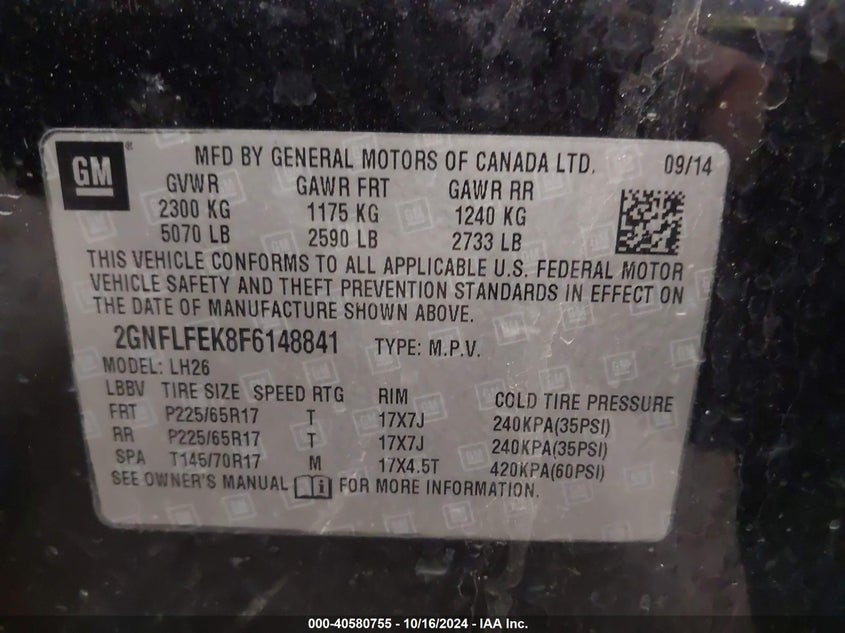 GM
MFD BY GENERAL MOTORS OF CANADA LTD. 09/14
GVWR GAWR FRT GAWR RR
2300 KG 1175 KG 1240 KG
5070 LB 2590 LB 2733 LB
THIS VEHICLE CONFORMS TO ALL APPLICABLE U.S. FEDERAL MOTOR
VEHICLE SAFETY AND THEFT PREVENTION STANDARDS IN EFFECT ON
THE DATE OF MANUFACTURE SHOWN ABOVE.
2GNFLFEK8F6148841 TYPE: M.P.V.
MODEL: LH26
LBBV TIRE SIZE SPEED RTG RIM COLD TIRE PRESSURE
FRT P225/65R17 T 17X7J 240KPA(35PSI)
RR P225/65R17 T 17X7J 240KPA(35PSI)
SPA T145/70R17 M 17X4.5T 420KPA(60PSI)
SEE OWNER'S MANUAL FOR MORE INFORMATION.
000-40580755 - 10/16/2024 - IAA Inc.